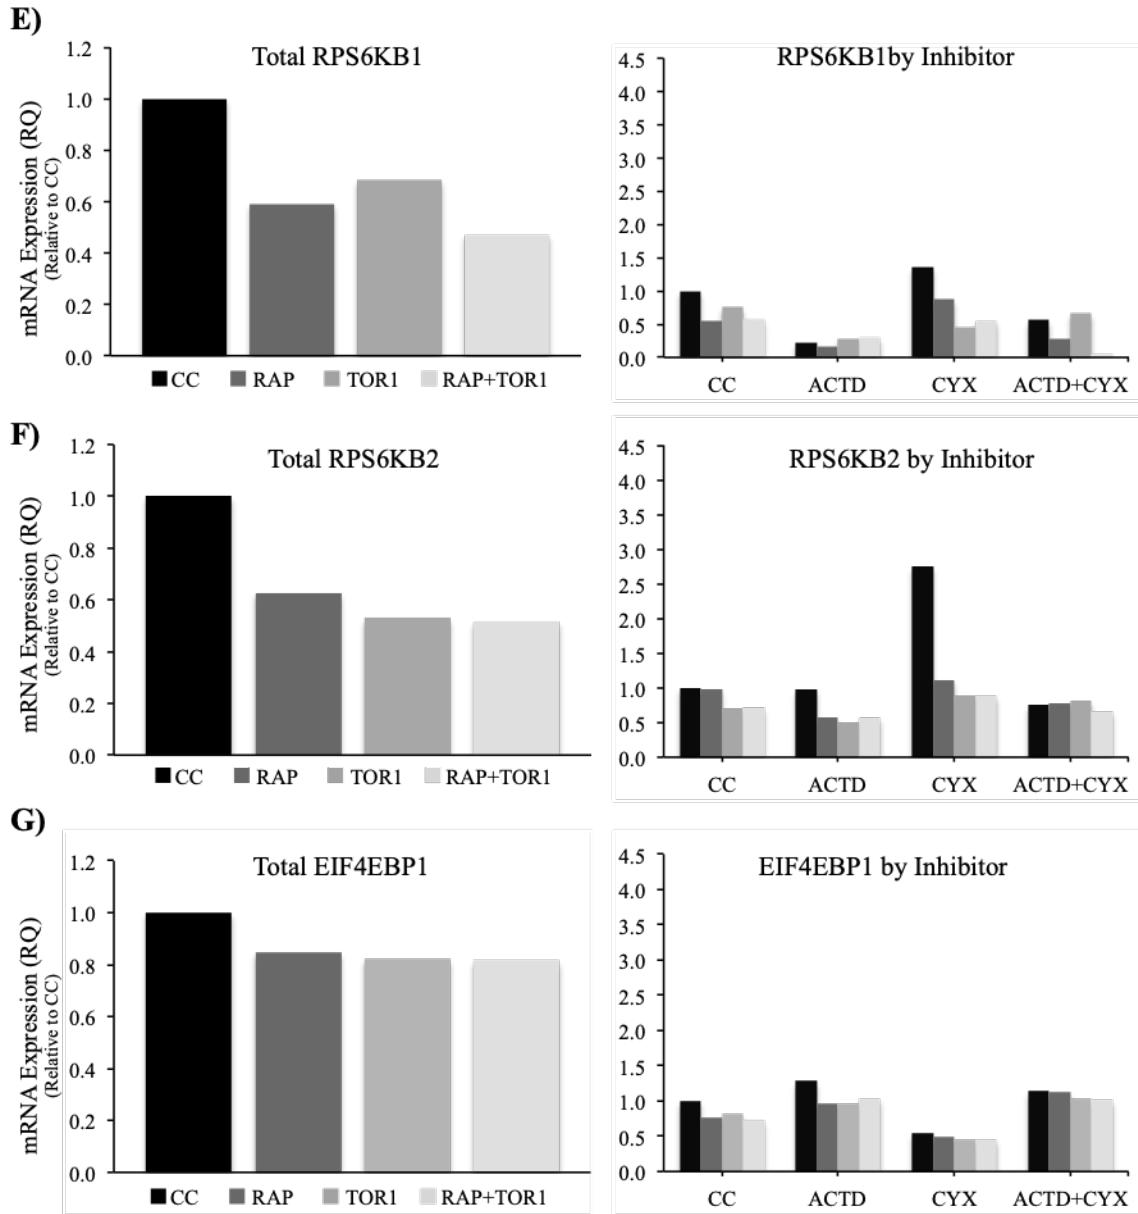 E)
Total RPS6KB1
mRNA Expression (RQ)
(Relative to CC)
1.2
1.0
0.8
0.6
0.4
0.2
0.0
CC RAP TOR1 RAP+TOR1
RPS6KB1by Inhibitor
4.5
4.0
3.5
3.0
2.5
2.0
1.5
1.0
0.5
0.0
CC ACTD CYX ACTD+CYX
F)
Total RPS6KB2
mRNA Expression (RQ)
(Relative to CC)
1.2
1.0
0.8
0.6
0.4
0.2
0.0
CC RAP TOR1 RAP+TOR1
RPS6KB2 by Inhibitor
4.5
4.0
3.5
3.0
2.5
2.0
1.5
1.0
0.5
0.0
CC ACTD CYX ACTD+CYX
G)
Total EIF4EBP1
mRNA Expression (RQ)
(Relative to CC)
1.2
1.0
0.8
0.6
0.4
0.2
0.0
CC RAP TOR1 RAP+TOR1
EIF4EBP1 by Inhibitor
4.5
4.0
3.5
3.0
2.5
2.0
1.5
1.0
0.5
0.0
CC ACTD CYX ACTD+CYX